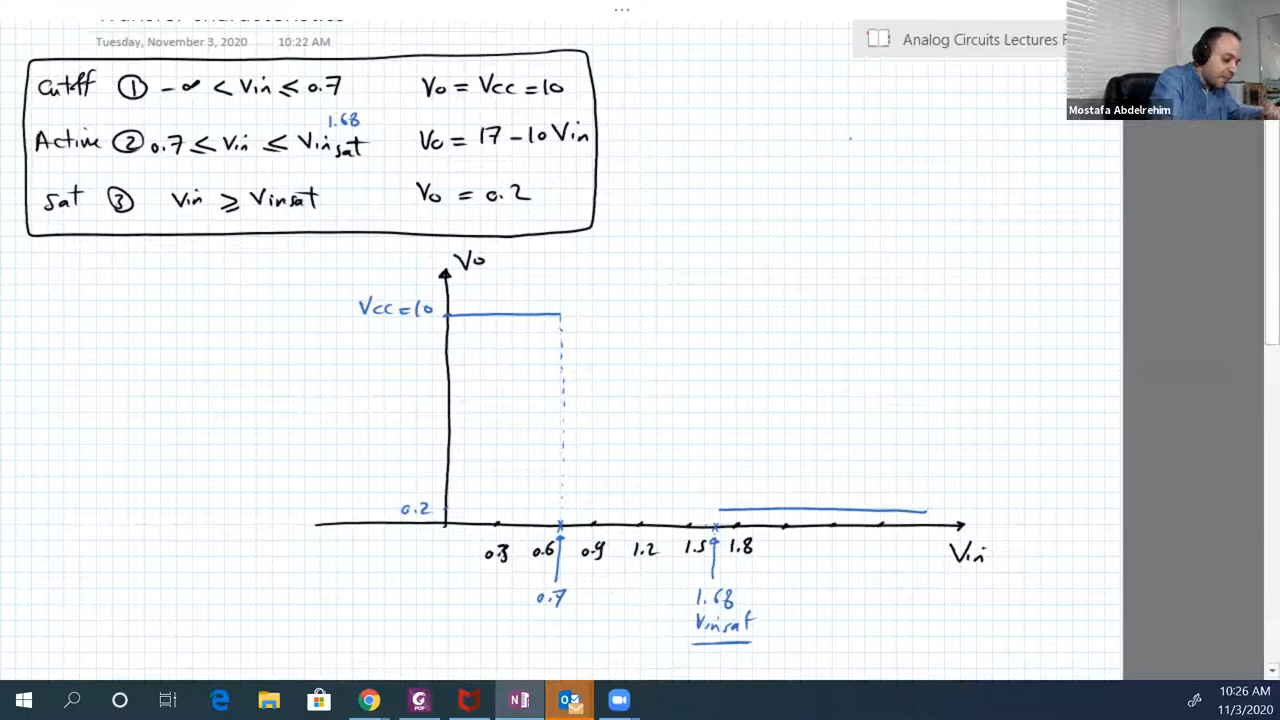 Transfer Characteristics
Tuesday, November 3, 2020 10:22 AM
Analog Circuits Lectures
Mostafa Abdelrehim
Cutoff ① -∞ < Vin ≤ 0.7 Vo = Vcc = 10
1.68
Active ② 0.7 ≤ Vin ≤ Vinsat Vo = 17 - 10 Vin
Sat ③ Vin ≥ Vinsat Vo = 0.2
Vo
Vcc = 10
0.2
0.3 0.6 0.9 1.2 1.5 1.8 Vin
0.7 1.68
Vinsat
10:26 AM
11/3/2020